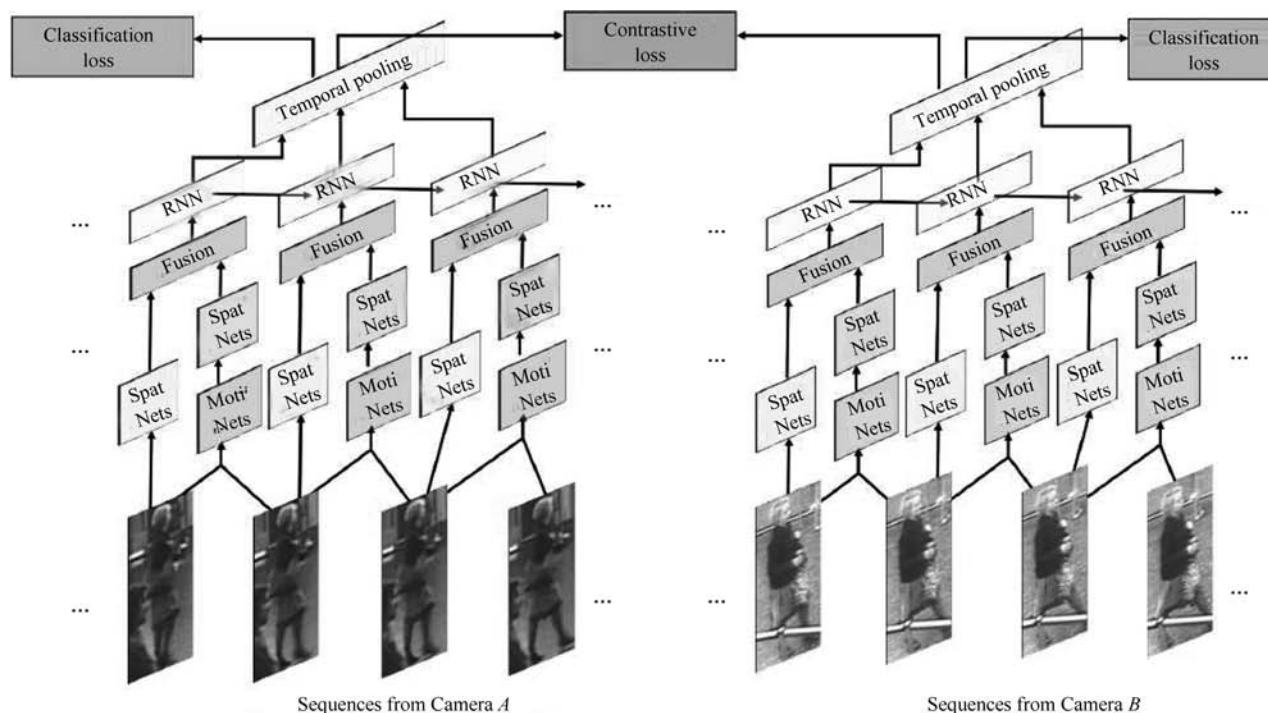 Classification
loss
Contrastive
loss
Classification
loss
Temporal pooling
Temporal pooling
RNN
RNN
RNN
RNN
RNN
RNN
...
...
...
...
Fusion
Fusion
Fusion
Fusion
Fusion
Fusion
Spat
Nets
Spat
Nets
Spat
Nets
Spat
Nets
Spat
Nets
Spat
Nets
...
...
...
...
Spat
Nets
Moti
Nets
Spat
Nets
Moti
Nets
Spat
Nets
Moti
Nets
Spat
Nets
Moti
Nets
Spat
Nets
Moti
Nets
Spat
Nets
Moti
Nets
...
...
...
...
Sequences from Camera A
Sequences from Camera B